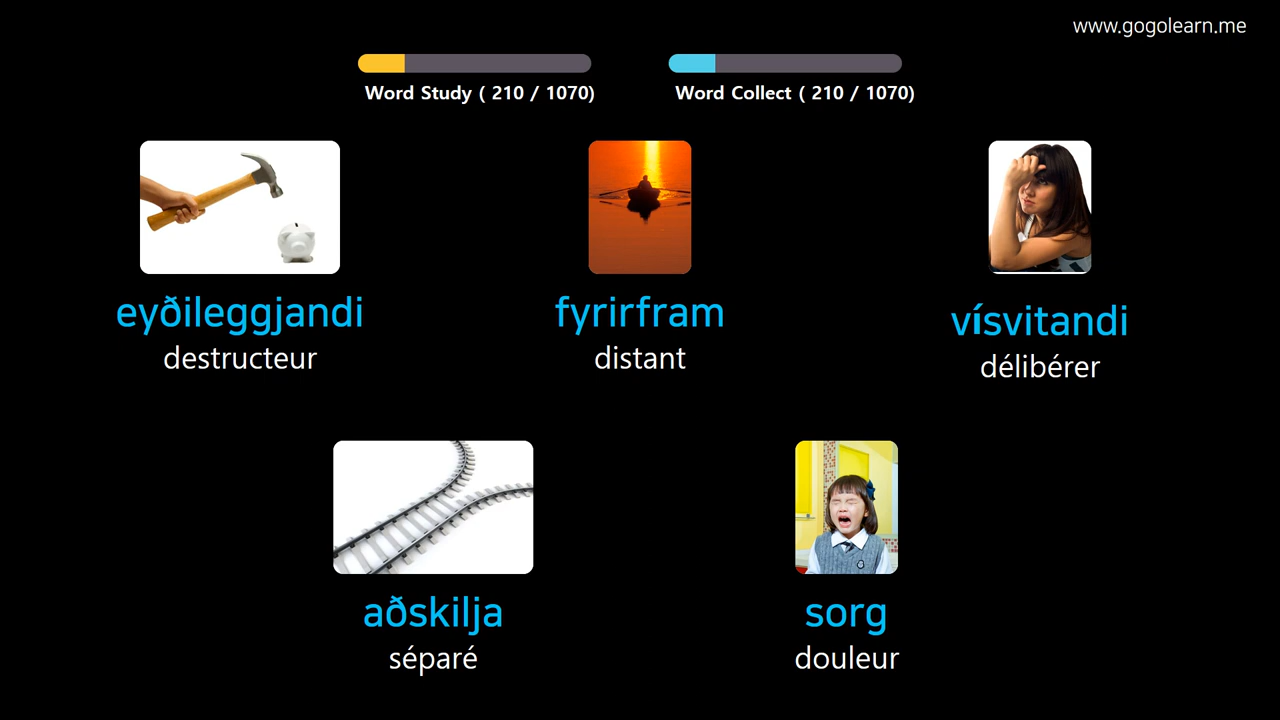 www.gogolearn.me
Word Study ( 210 / 1070)
Word Collect ( 210 / 1070)
eyðileggjandi
destructeur
fyrirfram
distant
vísvitandi
délibérer
aðskilja
séparé
sorg
douleur